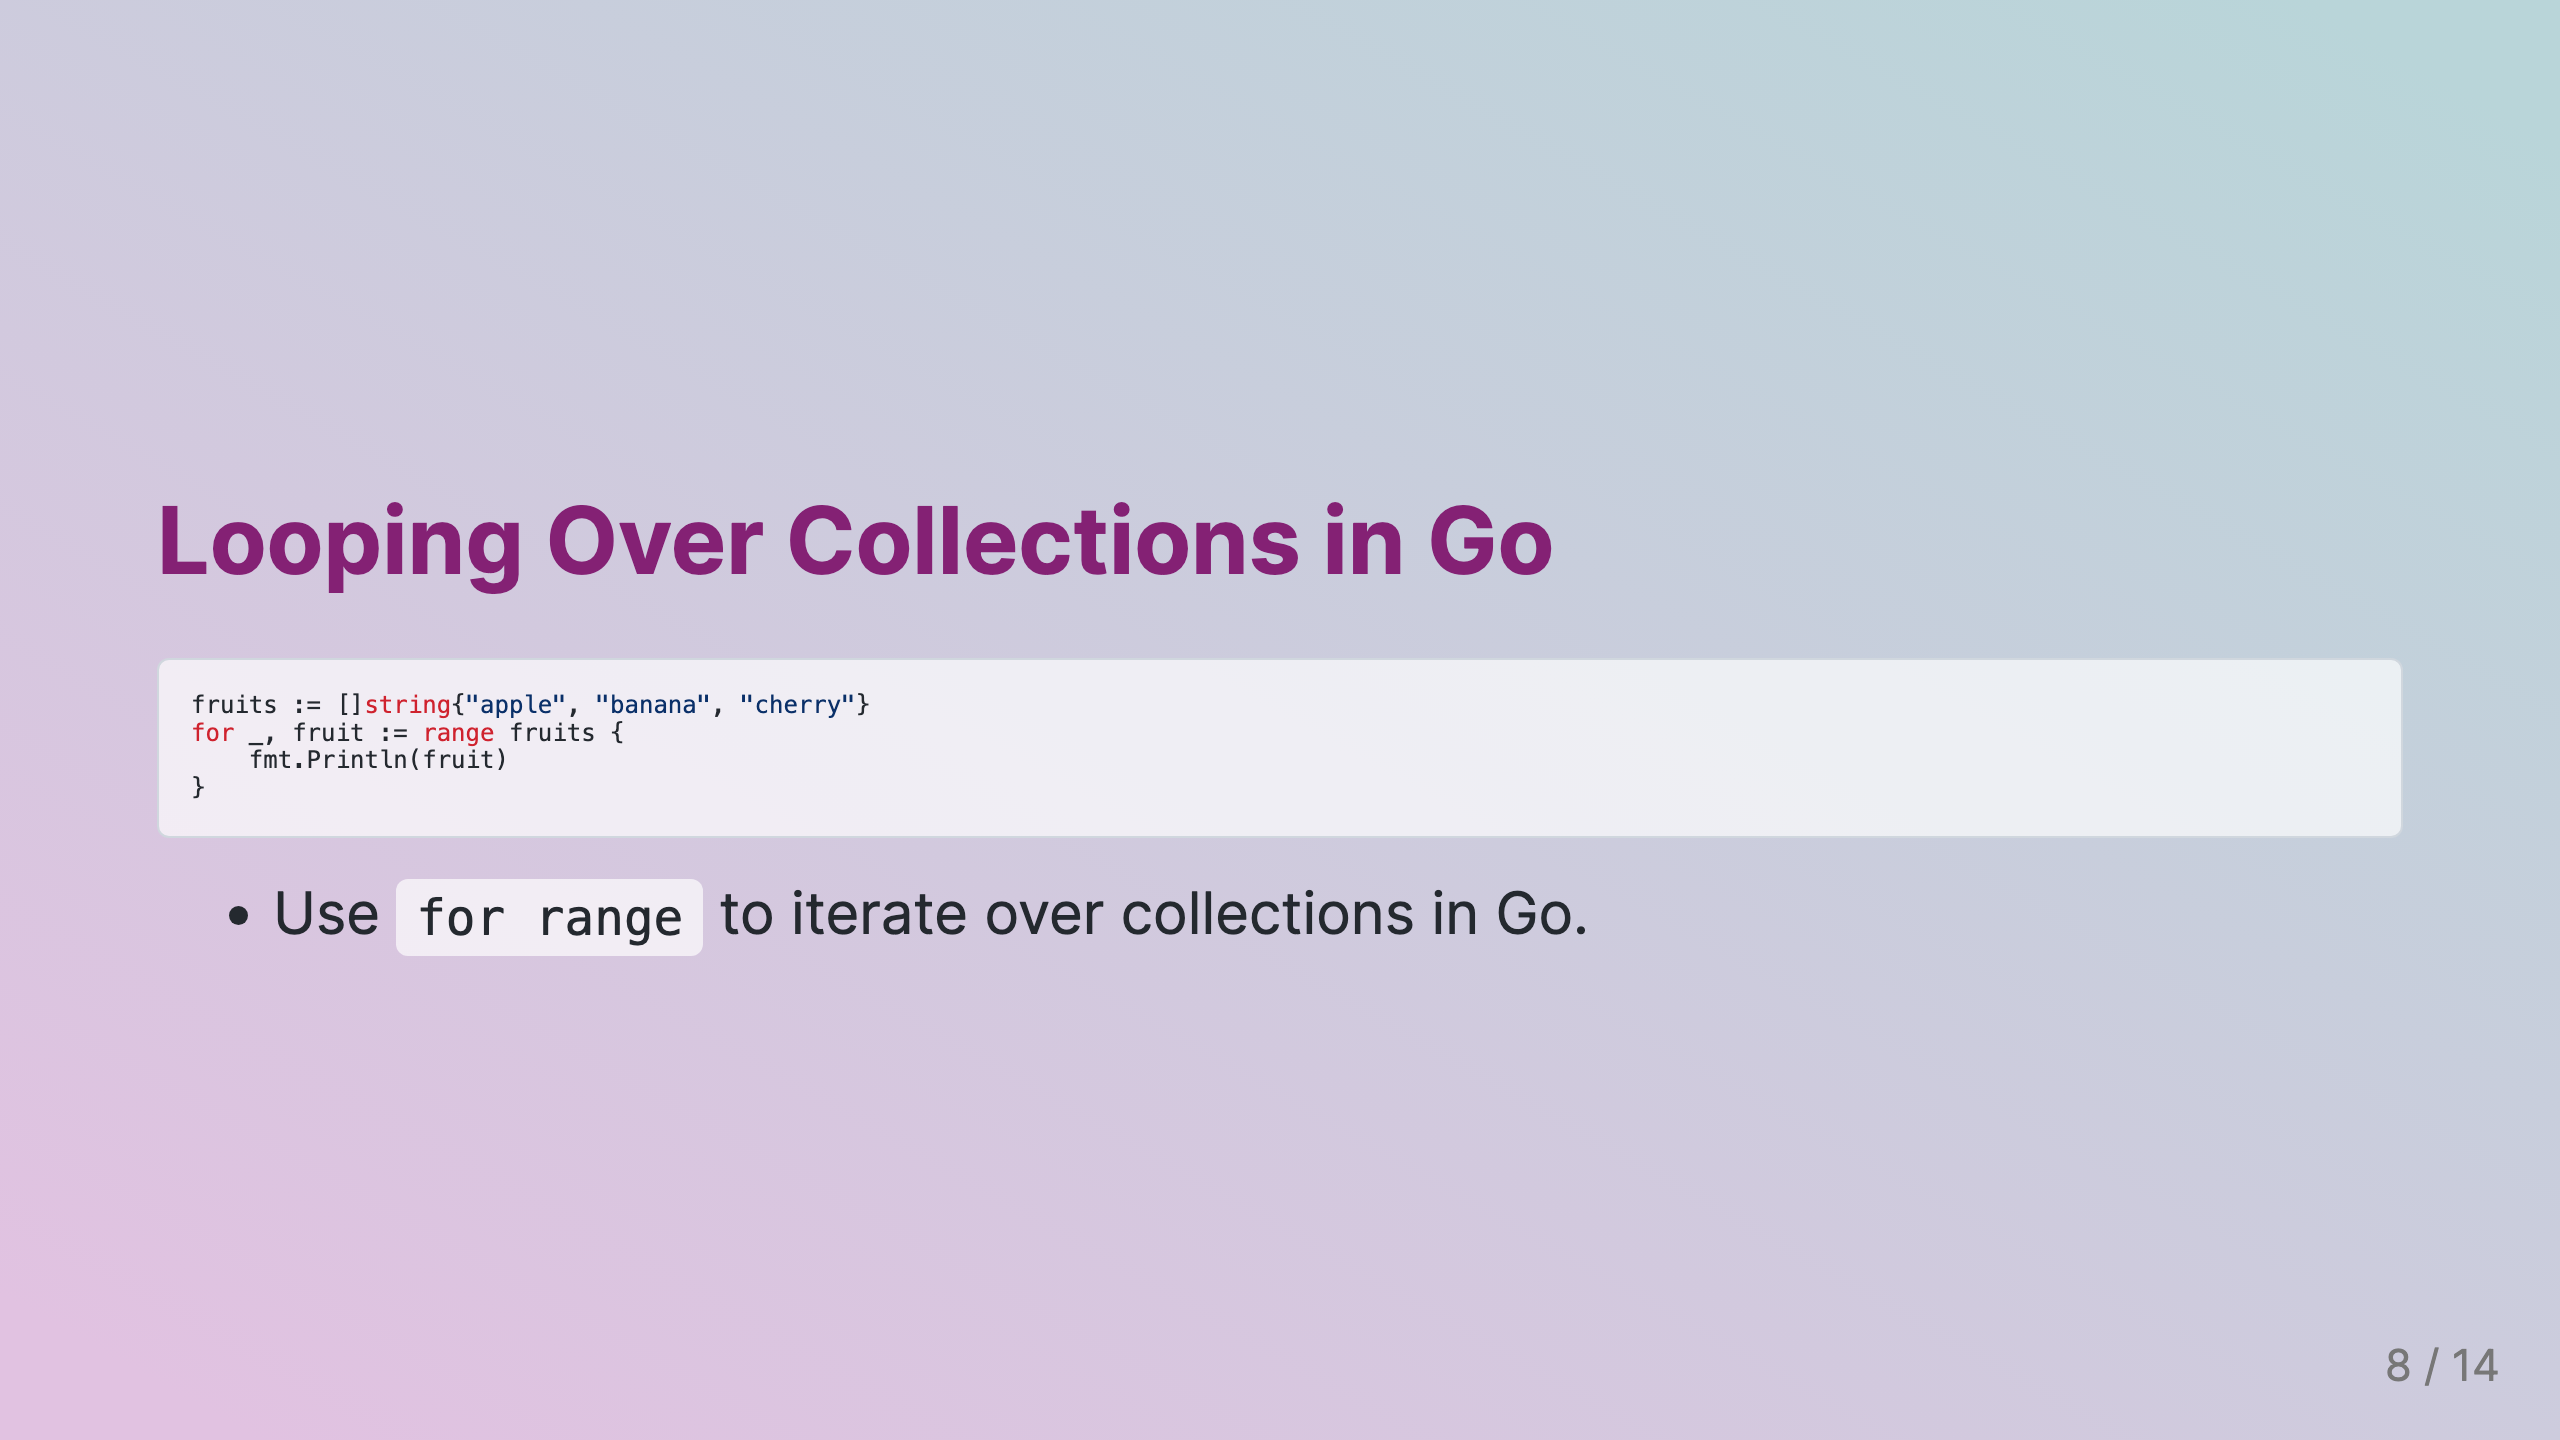 Looping Over Collections in Go
fruits := []string{"apple", "banana", "cherry"}
for _, fruit := range fruits {
    fmt.Println(fruit)
}
• Use for range to iterate over collections in Go.
8 / 14